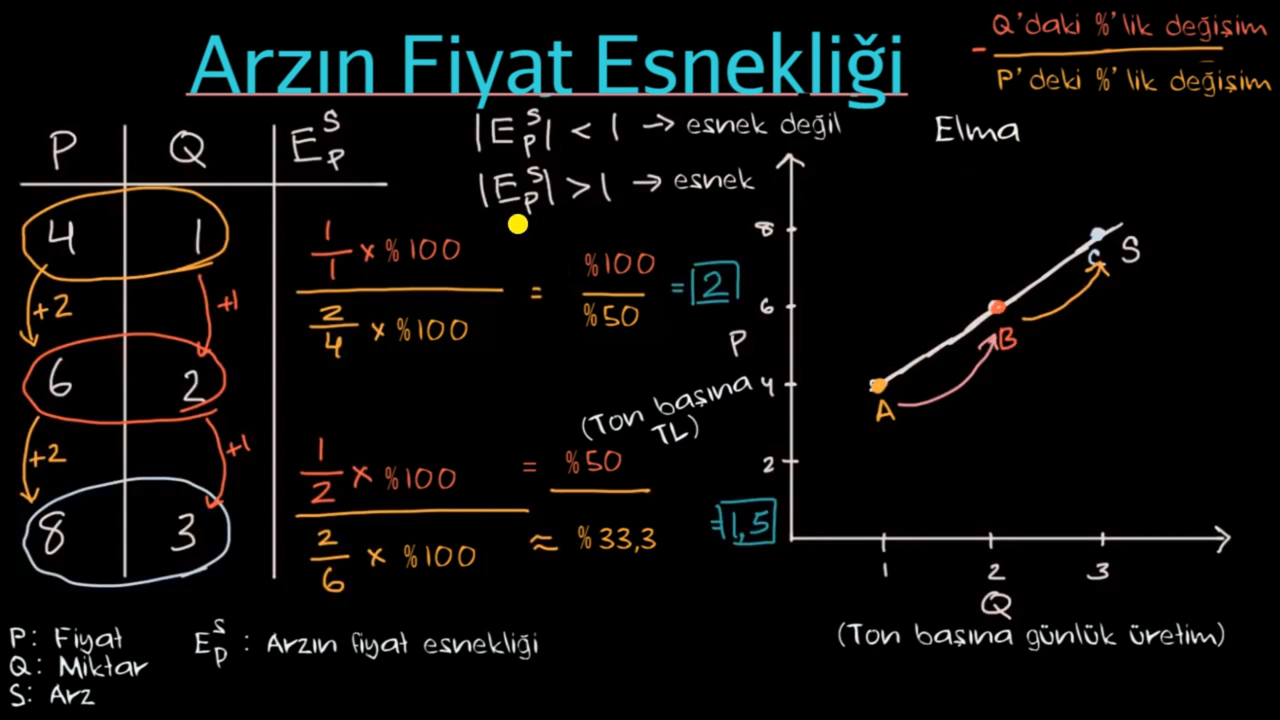 Arzın Fiyat Esnekliği
- Q'daki %'lik değişim
P'deki %'lik değişim
P Q E S P
|E S P| < 1 → esnek değil
|E S P| > 1 → esnek
Elma
4 1
+2 +1
6 2
+2 +1
8 3
1/1 x %100
2/4 x %100
= %100
%50
= 2
1/2 x %100 = %50
2/6 x %100 ≈ %33,3
=1,5
8
6
4
2
P
(Ton başına
TL)
A
B
C
S
1 2 3
Q
(Ton başına günlük üretim)
P: Fiyat
Q: Miktar
S: Arz
E S P : Arzın fiyat esnekliği